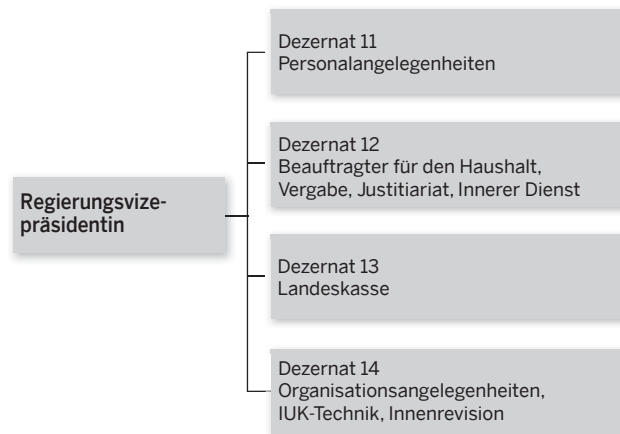 Dezernat 11
Personalangelegenheiten
Dezernat 12
Beauftragter für den Haushalt,
Vergabe, Justitiariat, Innerer Dienst
Regierungsvize-
präsidentin
Dezernat 13
Landeskasse
Dezernat 14
Organisationsangelegenheiten,
IUK-Technik, Innenrevision